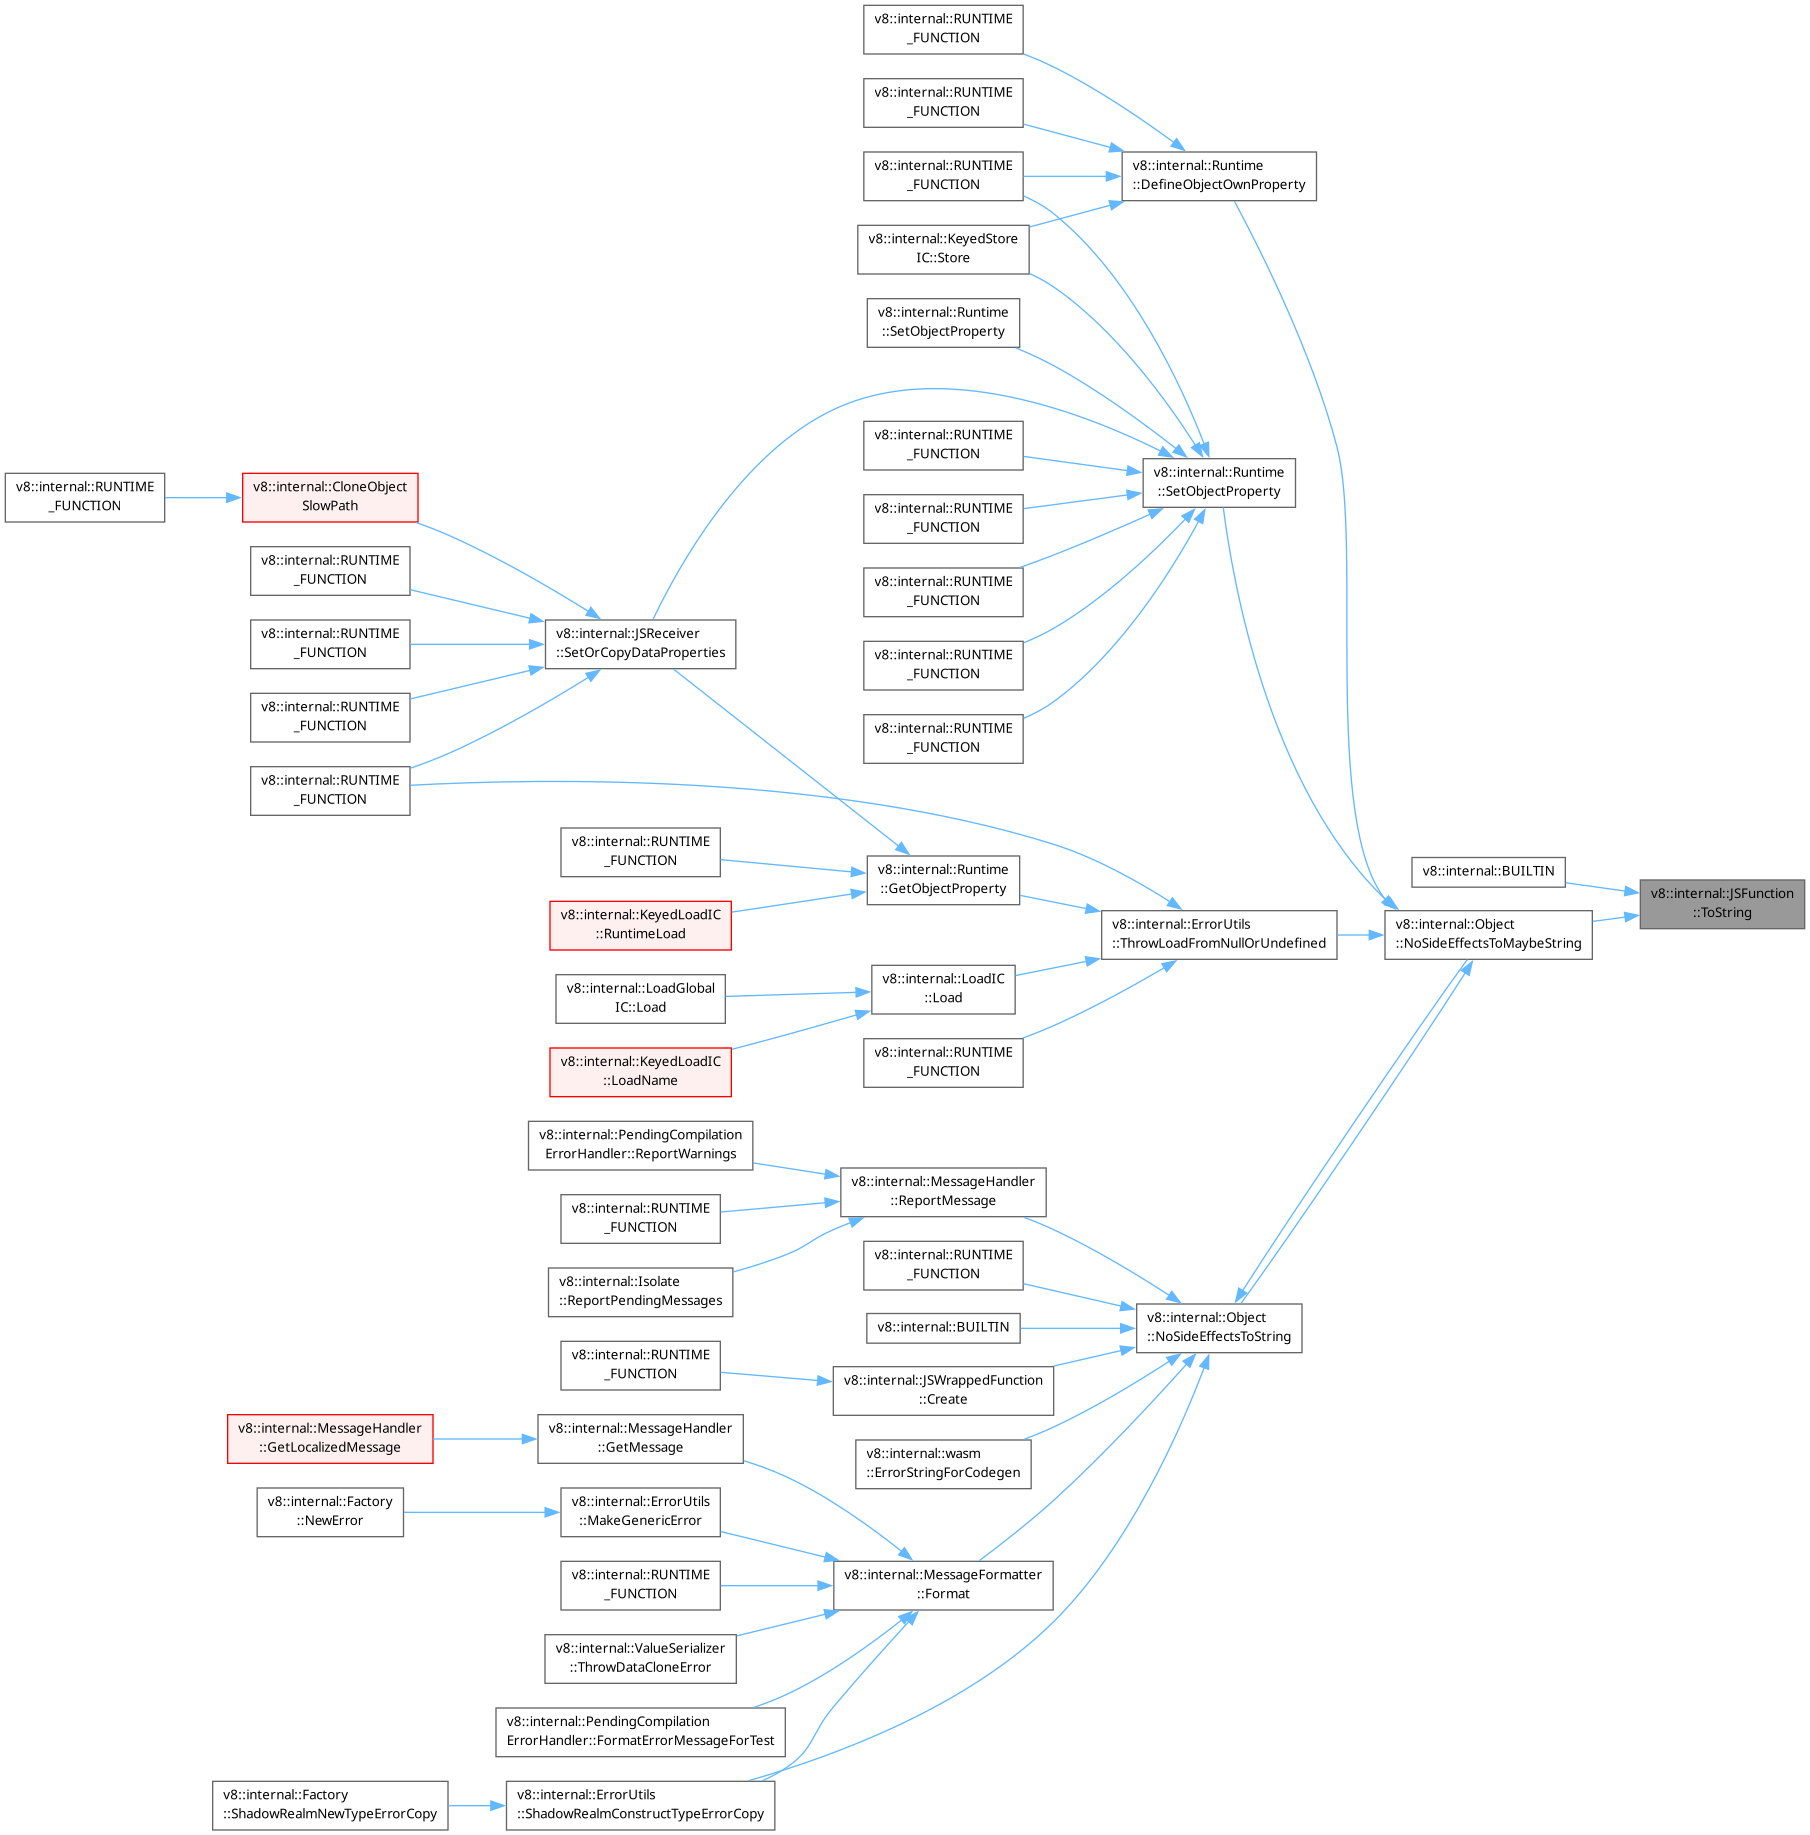 v8::internal::RUNTIME
_FUNCTION
v8::internal::RUNTIME
_FUNCTION
v8::internal::RUNTIME
_FUNCTION
v8::internal::Runtime
::DefineObjectOwnProperty
v8::internal::KeyedStore
IC::Store
v8::internal::Runtime
::SetObjectProperty
v8::internal::RUNTIME
_FUNCTION
v8::internal::Runtime
::SetObjectProperty
v8::internal::RUNTIME
_FUNCTION
v8::internal::CloneObject
SlowPath
v8::internal::RUNTIME
_FUNCTION
v8::internal::RUNTIME
_FUNCTION
v8::internal::RUNTIME
_FUNCTION
v8::internal::RUNTIME
_FUNCTION
v8::internal::JSReceiver
::SetOrCopyDataProperties
v8::internal::RUNTIME
_FUNCTION
v8::internal::RUNTIME
_FUNCTION
v8::internal::RUNTIME
_FUNCTION
v8::internal::RUNTIME
_FUNCTION
v8::internal::RUNTIME
_FUNCTION
v8::internal::RUNTIME
_FUNCTION
v8::internal::Runtime
::GetObjectProperty
v8::internal::BUILTIN
v8::internal::JSFunction
::ToString
v8::internal::KeyedLoadIC
::RuntimeLoad
v8::internal::ErrorUtils
::ThrowLoadFromNullOrUndefined
v8::internal::Object
::NoSideEffectsToMaybeString
v8::internal::LoadGlobal
IC::Load
v8::internal::LoadIC
::Load
v8::internal::KeyedLoadIC
::LoadName
v8::internal::RUNTIME
_FUNCTION
v8::internal::PendingCompilation
ErrorHandler::ReportWarnings
v8::internal::MessageHandler
::ReportMessage
v8::internal::RUNTIME
_FUNCTION
v8::internal::RUNTIME
_FUNCTION
v8::internal::Isolate
::ReportPendingMessages
v8::internal::BUILTIN
v8::internal::Object
::NoSideEffectsToString
v8::internal::RUNTIME
_FUNCTION
v8::internal::JSWrappedFunction
::Create
v8::internal::MessageHandler
::GetLocalizedMessage
v8::internal::MessageHandler
::GetMessage
v8::internal::wasm
::ErrorStringForCodegen
v8::internal::Factory
::NewError
v8::internal::ErrorUtils
::MakeGenericError
v8::internal::RUNTIME
_FUNCTION
v8::internal::MessageFormatter
::Format
v8::internal::ValueSerializer
::ThrowDataCloneError
v8::internal::PendingCompilation
ErrorHandler::FormatErrorMessageForTest
v8::internal::Factory
::ShadowRealmNewTypeErrorCopy
v8::internal::ErrorUtils
::ShadowRealmConstructTypeErrorCopy